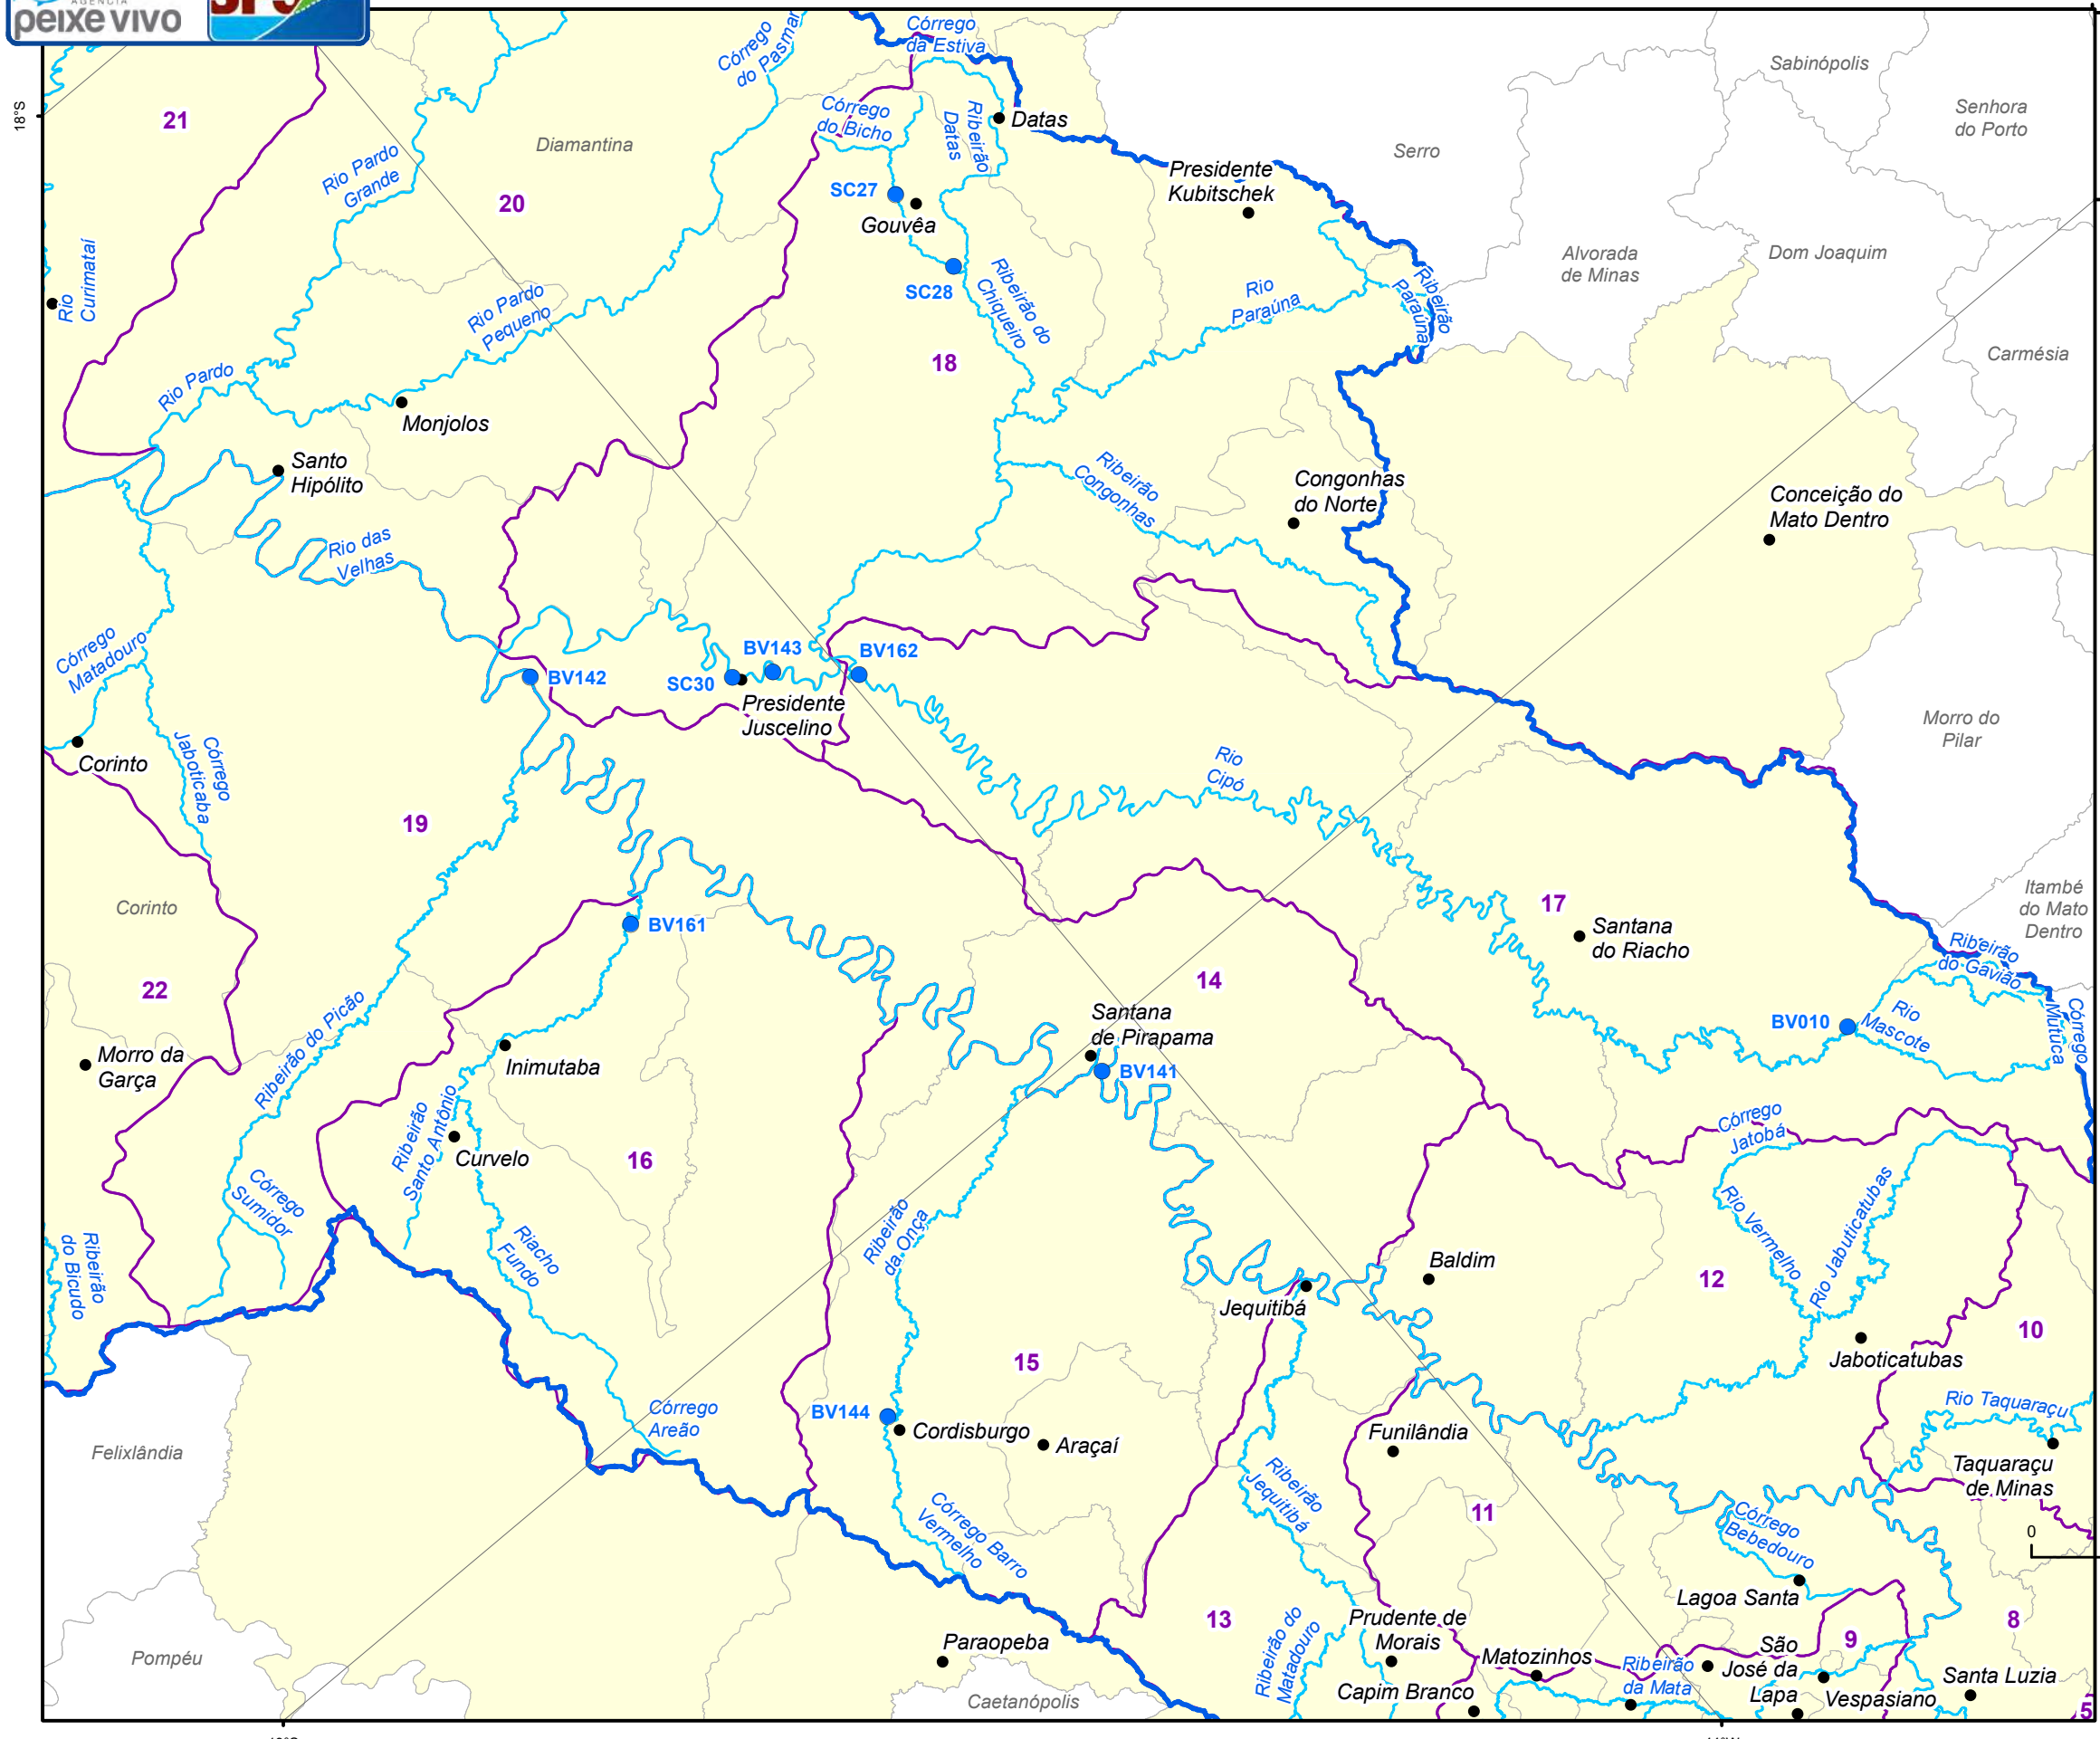 AGÊNCIA
peixe vivo
Córrego
da Estiva
Córrego
do Pasmar
Sabinópolis
Senhora
do Porto
18°S
21
Diamantina
Córrego
do Bicho
Ribeirão
Datas
Datas
Serro
Rio Pardo
Grande
20
SC27
Gouvêa
Presidente
Kubitschek
Alvorada
de Minas
Dom Joaquim
Rio
Curimataí
Rio Pardo
Pequeno
SC28
Ribeirão do
Chiqueiro
Rio
Paraúna
Ribeirão
Paraúna
Carmésia
18
Rio Pardo
Monjolos
Santo
Hipólito
Ribeirão
Congonhas
Congonhas
do Norte
Conceição do
Mato Dentro
Rio das
Velhas
Córrego
Matadouro
BV142
SC30
BV143
BV162
Presidente
Juscelino
Morro do
Pilar
Corinto
Córrego
Jaboticaba
Rio
Cipó
19
Corinto
BV161
17
Santana
do Riacho
Itambé
do Mato
Dentro
Ribeirão
do Gavião
22
14
Ribeirão do Picão
Santana
de Pirapama
BV010
Rio
Mascote
Córrego
Mutuca
Morro da
Garça
Inimutaba
BV141
Ribeirão
Santo Antônio
Curvelo
16
Córrego
Jatobá
Córrego
Sumidor
Ribeirão
do Bicudo
Riacho
Fundo
Ribeirão
da Onça
Rio Vermelho
Rio Jabuticatubas
Baldim
12
Jequitibá
10
15
Jaboticatubas
Córrego
Areão
BV144
Cordisburgo
Araçaí
Funilândia
Rio Taquaraçu
Felixlândia
Taquaraçu
de Minas
Ribeirão
Jequitibá
11
Córrego
Bebedouro
0
Córrego Barro
Vermelho
Lagoa Santa
13
Ribeirão do
Matadouro
Prudente de
Morais
8
9
Paraopeba
Pompéu
Matozinhos
Ribeirão
da Mata
São
José da
Lapa
Santa Luzia
Caetanópolis
Capim Branco
Vespasiano
5